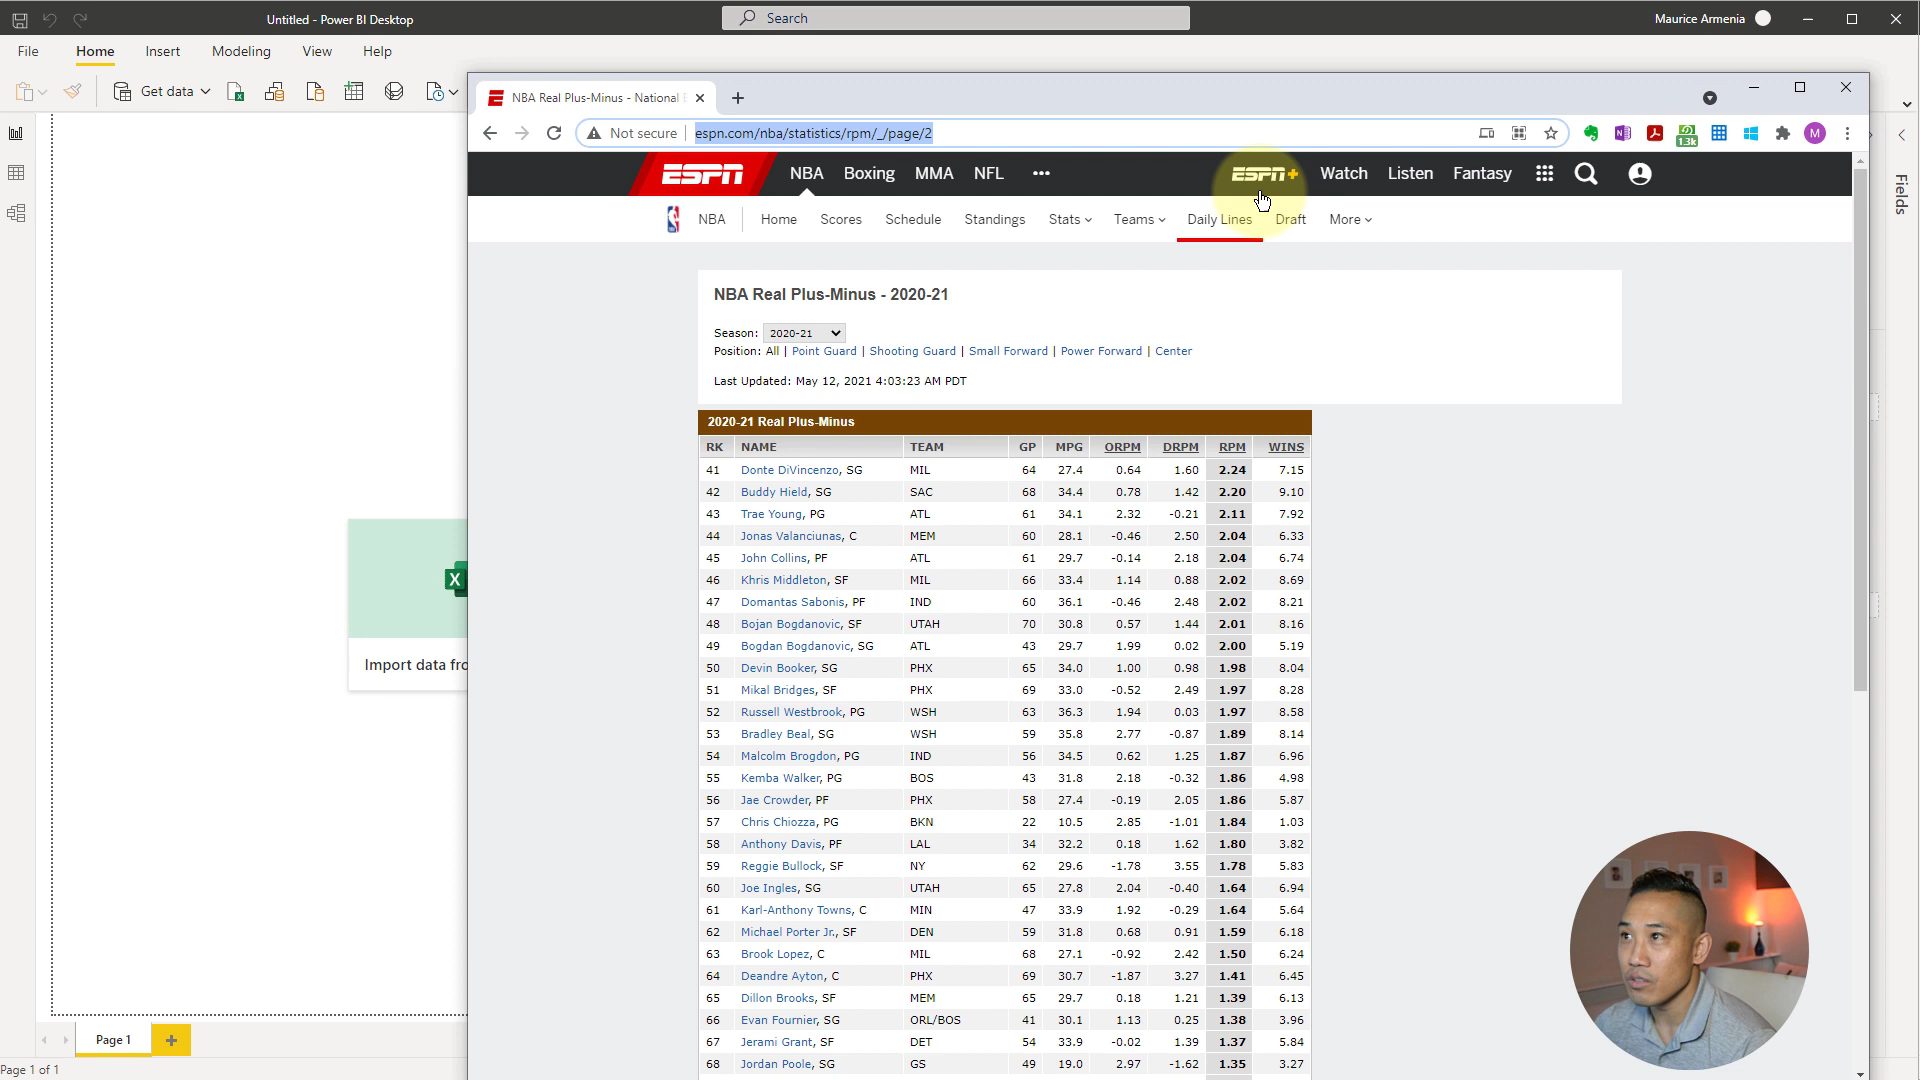 Untitled - Power BI Desktop
Search
Maurice Armenia
File Home Insert Modeling View Help
Get data
NBA Real Plus-Minus - National
Not secure espn.com/nba/statistics/rpm/_/page/2
1.3k
M
ESPN NBA Boxing MMA NFL ESPN+ Watch Listen Fantasy
NBA Home Scores Schedule Standings Stats Teams Daily Lines Draft More
Fields
NBA Real Plus-Minus - 2020-21
Season: 2020-21
Position: All | Point Guard | Shooting Guard | Small Forward | Power Forward | Center
Last Updated: May 12, 2021 4:03:23 AM PDT
2020-21 Real Plus-Minus
RK NAME TEAM GP MPG ORPM DRPM RPM WINS
41 Donte DiVincenzo, SG MIL 64 27.4 0.64 1.60 2.24 7.15
42 Buddy Hield, SG SAC 68 34.4 0.78 1.42 2.20 9.10
43 Trae Young, PG ATL 61 34.1 2.32 -0.21 2.11 7.92
44 Jonas Valanciunas, C MEM 60 28.1 -0.46 2.50 2.04 6.33
45 John Collins, PF ATL 61 29.7 -0.14 2.18 2.04 6.74
46 Khris Middleton, SF MIL 66 33.4 1.14 0.88 2.02 8.69
47 Domantas Sabonis, PF IND 60 36.1 -0.46 2.48 2.02 8.21
48 Bojan Bogdanovic, SF UTAH 70 30.8 0.57 1.44 2.01 8.16
49 Bogdan Bogdanovic, SG ATL 43 29.7 1.99 0.02 2.00 5.19
50 Devin Booker, SG PHX 65 34.0 1.00 0.98 1.98 8.04
51 Mikal Bridges, SF PHX 69 33.0 -0.52 2.49 1.97 8.28
52 Russell Westbrook, PG WSH 63 36.3 1.94 0.03 1.97 8.58
53 Bradley Beal, SG WSH 59 35.8 2.77 -0.87 1.89 8.14
54 Malcolm Brogdon, PG IND 56 34.5 0.62 1.25 1.87 6.96
55 Kemba Walker, PG BOS 43 31.8 2.18 -0.32 1.86 4.98
56 Jae Crowder, PF PHX 58 27.4 -0.19 2.05 1.86 5.87
57 Chris Chiozza, PG BKN 22 10.5 2.85 -1.01 1.84 1.03
58 Anthony Davis, PF LAL 34 32.2 0.18 1.62 1.80 3.82
59 Reggie Bullock, SF NY 62 29.6 -1.78 3.55 1.78 5.83
60 Joe Ingles, SG UTAH 65 27.8 2.04 -0.40 1.64 6.94
61 Karl-Anthony Towns, C MIN 47 33.9 1.92 -0.29 1.64 5.64
62 Michael Porter Jr., SF DEN 59 31.8 0.68 0.91 1.59 6.18
63 Brook Lopez, C MIL 68 27.1 -0.92 2.42 1.50 6.24
64 Deandre Ayton, C PHX 69 30.7 -1.87 3.27 1.41 6.45
65 Dillon Brooks, SF MEM 65 29.7 0.18 1.21 1.39 6.13
66 Evan Fournier, SG ORL/BOS 41 30.1 1.13 0.25 1.38 3.96
67 Jerami Grant, SF DET 54 33.9 -0.02 1.39 1.37 5.84
68 Jordan Poole, SG GS 49 19.0 2.97 -1.62 1.35 3.27
X
Import data fro
Page 1
Page 1 of 1